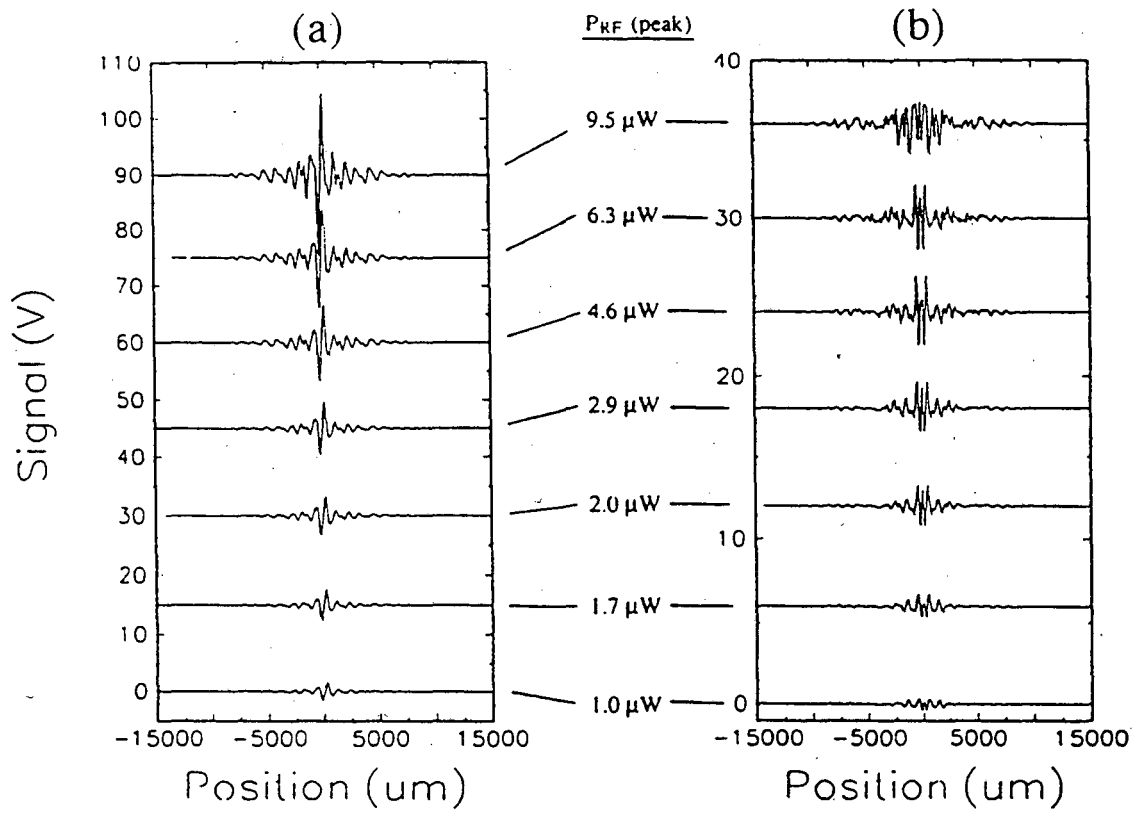 (a)
PRF (peak)
(b)
110
100
90
80
70
60
50
40
30
20
10
0
Signal (V)
-15000 -5000 5000 15000
Position (um)
9.5 µW
6.3 µW
4.6 µW
2.9 µW
2.0 µW
1.7 µW
1.0 µW
40
30
20
10
0
-15000 -5000 5000 15000
Position (um)